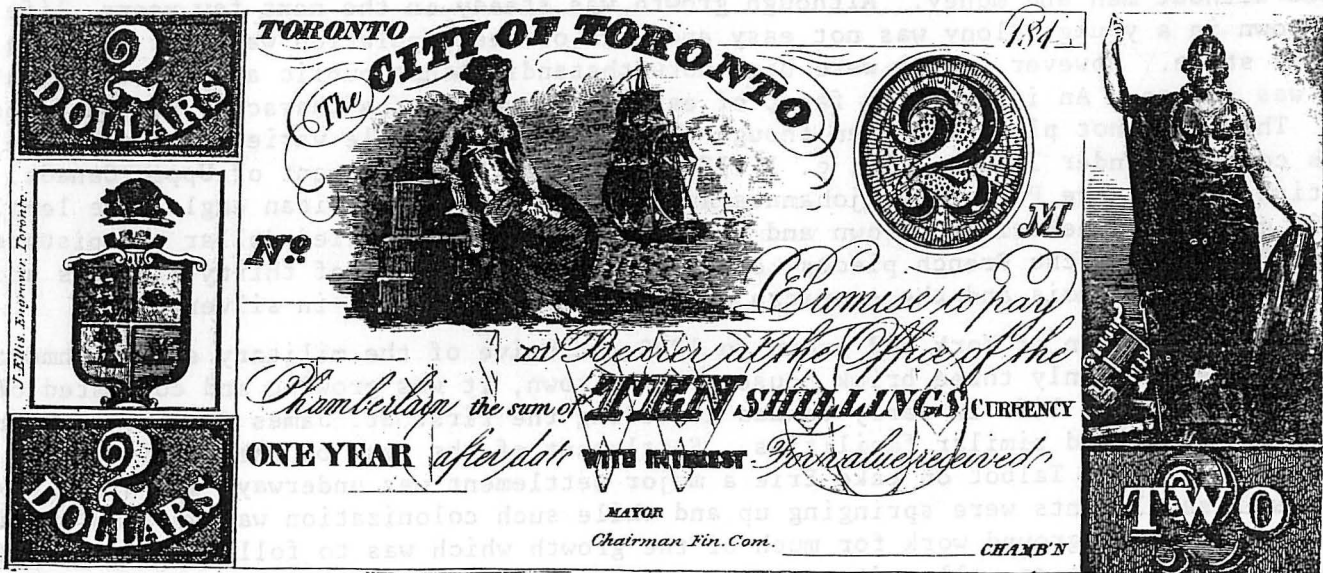 2
DOLLARS
TORONTO
The CITY OF TORONTO
184
2
J. Ellis, Engraver, Toronto.
No.
M
Promise to pay
or Bearer at the Office of the
Chamberlain the sum of TEN SHILLINGS CURRENCY
ONE YEAR after date WITH INTEREST For value received
MAYOR
Chairman Fin. Com.
CHAMB'N
2
DOLLARS
2
TWO